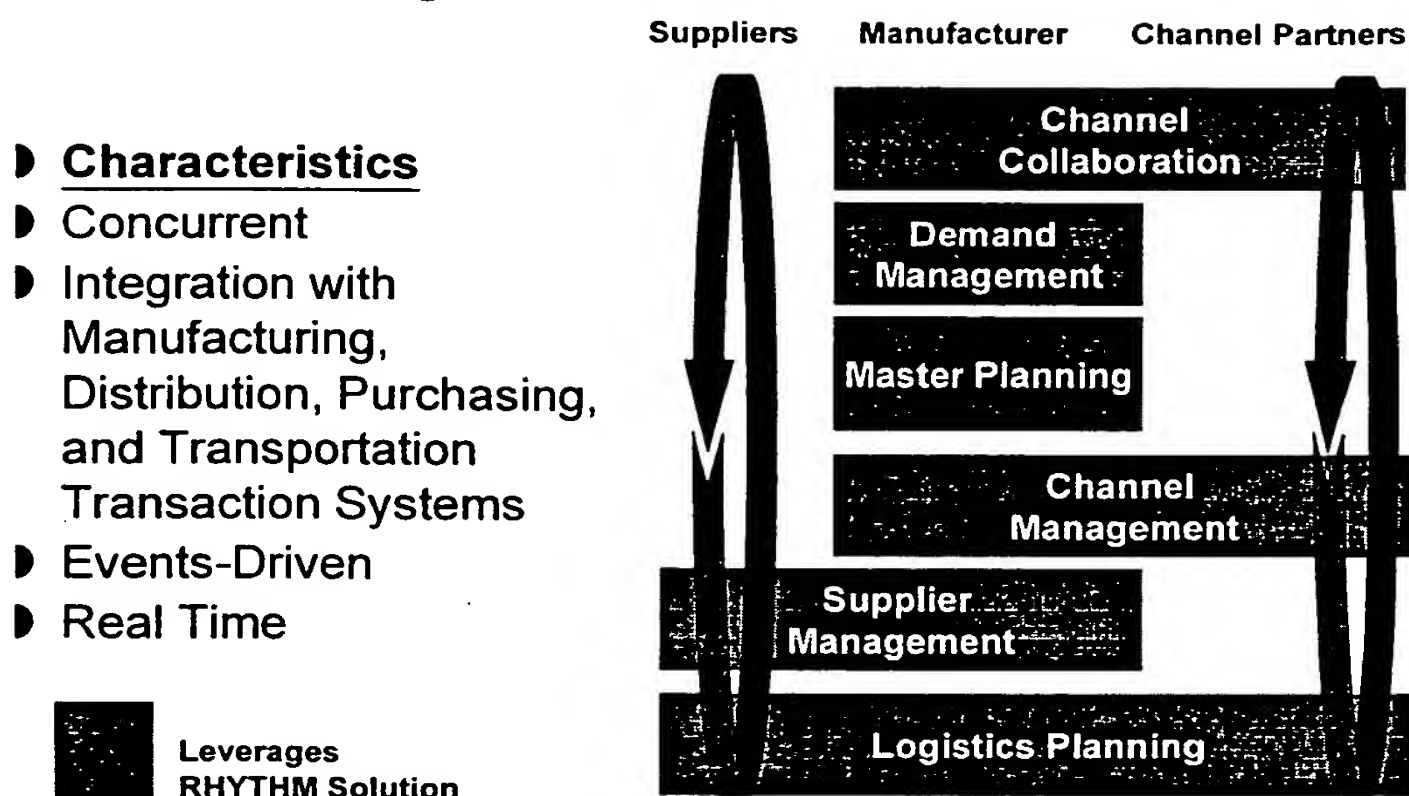 Suppliers Manufacturer Channel Partners
Characteristics
Concurrent
Integration with
Manufacturing,
Distribution, Purchasing,
and Transportation
Transaction Systems
Events-Driven
Real Time
Leverages
RHYTHM Solution
Channel
Collaboration
Demand
Management
Master Planning
Channel
Management
Supplier
Management
Logistics Planning